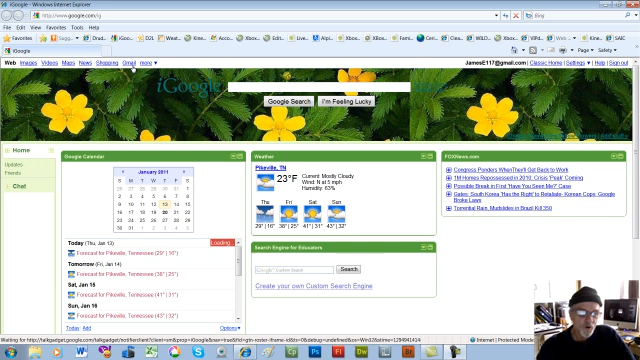 iGoogle - Windows Internet Explorer
http://www.google.com/ig
Bing
File Edit View Favorites Tools Help
Favorites
iGoogle
Page Safety Tools
Web Images Videos Maps News Shopping Gmail more ▼
JamesE117@gmail.com | Classic Home | Settings ▼ | Help | Sign out
iGoogle
Google Search I'm Feeling Lucky
Home
Updates
Friends
Chat
Google Calendar
January 2011
S M T W T F S
26 27 28 29 30 31 1
2 3 4 5 6 7 8
9 10 11 12 13 14 15
16 17 18 19 20 21 22
23 24 25 26 27 28 29
30 31 1 2 3 4 5
Loading...
Today (Thu, Jan 13)
Forecast for Pikeville, Tennessee (29° | 16°)
Tomorrow (Fri, Jan 14)
Forecast for Pikeville, Tennessee (38° | 25°)
Sat, Jan 15
Forecast for Pikeville, Tennessee (41° | 31°)
Sun, Jan 16
Forecast for Pikeville, Tennessee (43° | 32°)
Today Add
Options▾
Weather
Pikeville, TN
23°F
Current: Mostly Cloudy
Wind: N at 5 mph
Humidity: 63%
Thu Fri Sat Sun
29° | 16° 38° | 25° 41° | 31° 43° | 32°
Search Engine for Educators
Google Custom Search
Search
Create your own Custom Search Engine
FOXNews.com
Congress Ponders When They'll Get Back to Work
1M Homes Repossessed in 2010; Crisis 'Peak' Coming
Possible Break in First 'Have You Seen Me?' Case
Gates: South Korea 'Has the Right' to Retaliate- Korean Cops: Google Broke Laws
Torrential Rain, Mudslides in Brazil Kill 350
Internet | Protected Mode